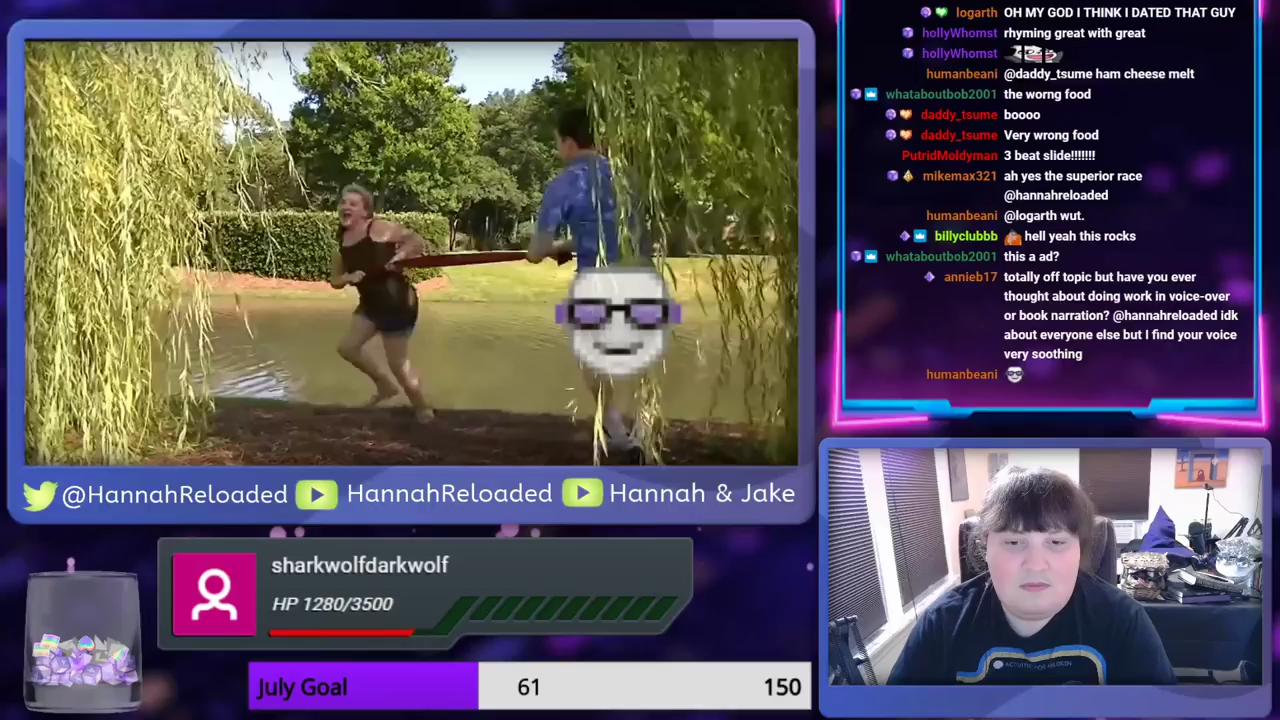 logarth OH MY GOD I THINK I DATED THAT GUY
hollyWhomst rhyming great with great
hollyWhomst
humanbeani @daddy_tsume ham cheese melt
whataboutbob2001 the worng food
daddy_tsume boooo
daddy_tsume Very wrong food
PutridMoldyman 3 beat slide!!!!!!!
mikemax321 ah yes the superior race
@hannahreloaded
humanbeani @logarth wut.
billyclubbb hell yeah this rocks
whataboutbob2001 this a ad?
annieb17 totally off topic but have you ever
thought about doing work in voice-over
or book narration? @hannahreloaded idk
about everyone else but I find your voice
very soothing
humanbeani
@HannahReloaded HannahReloaded Hannah & Jake
sharkwolfdarkwolf
HP 1280/3500
July Goal 61 150